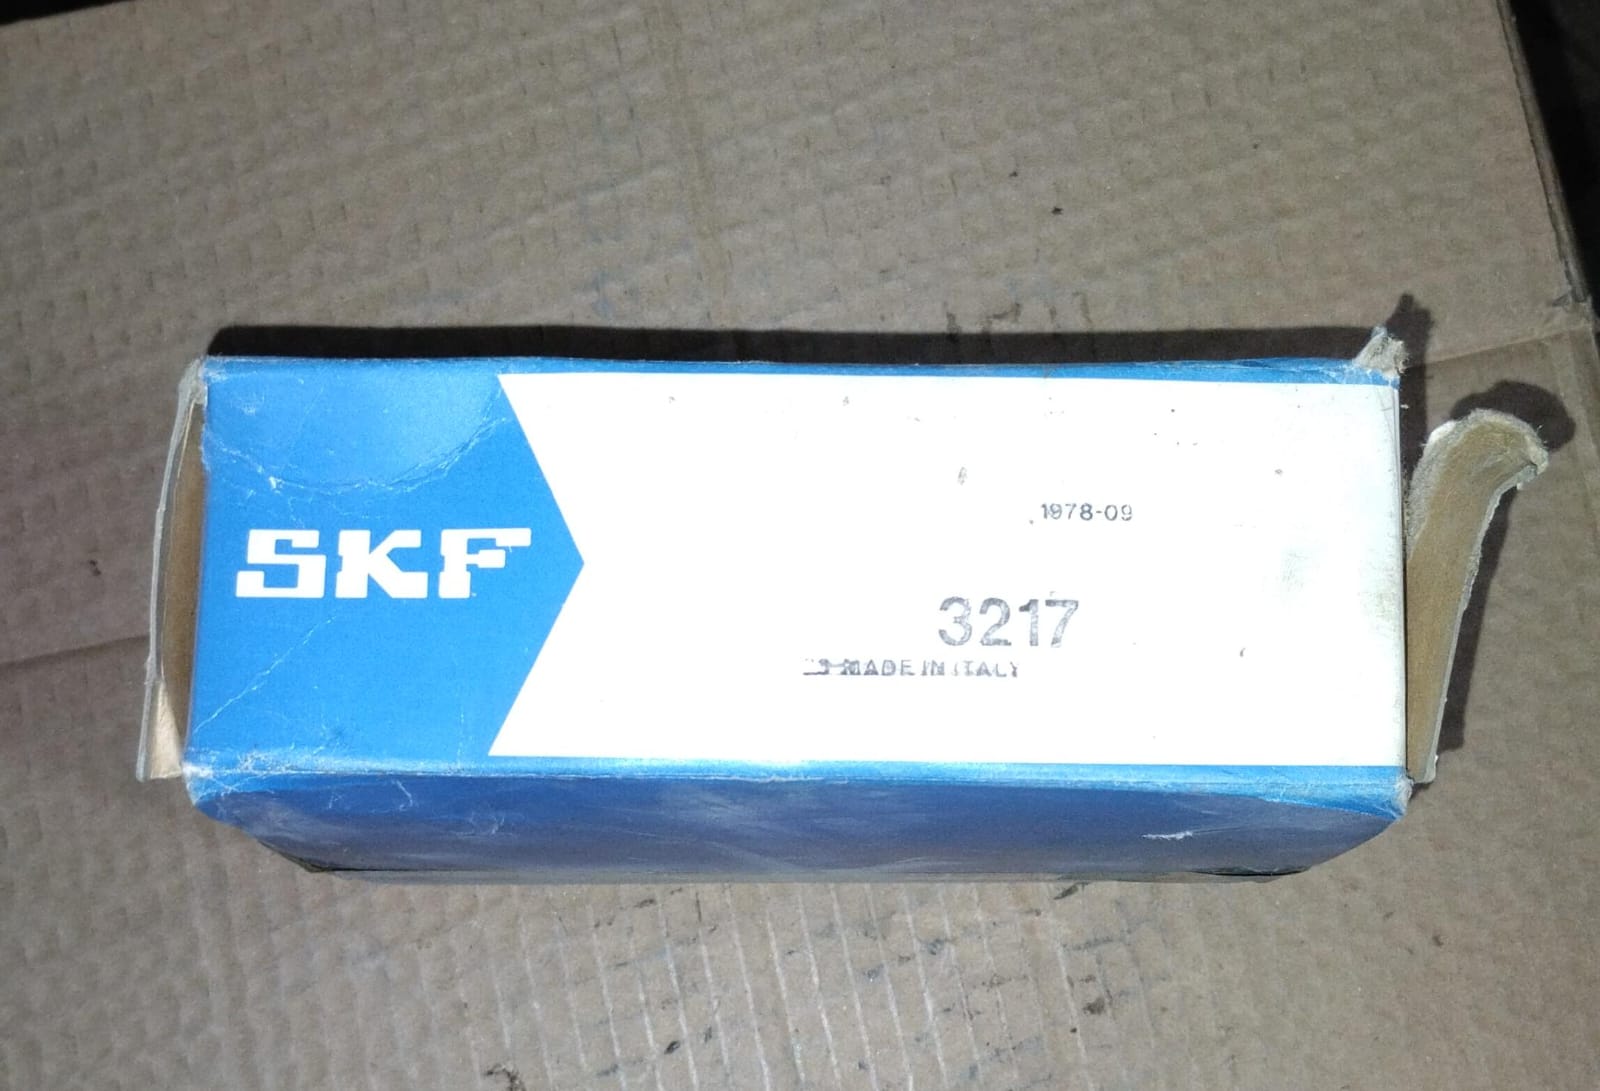 SKF
1978-09
3217
MADE IN ITALY